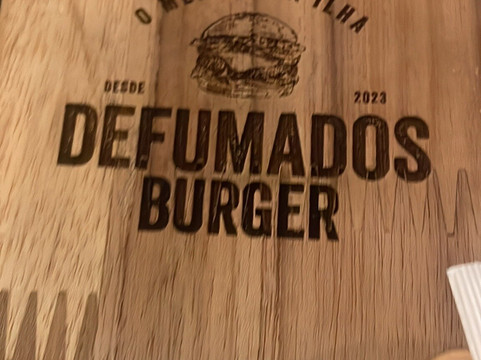 O ILHA
DESDE 2023
DEFUMADOS
BURGER